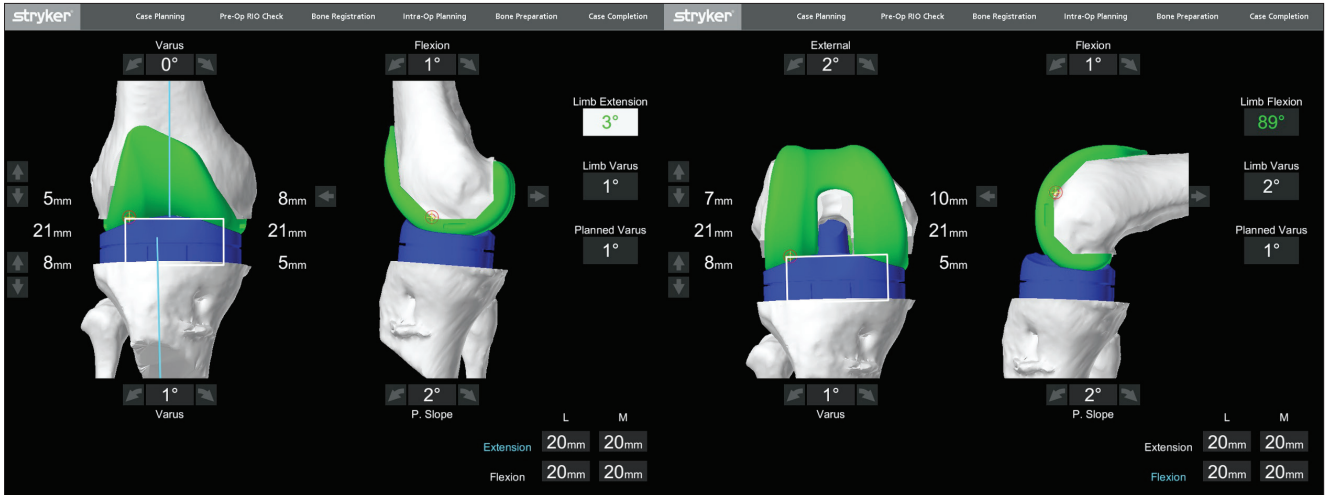 stryker Case Planning Pre-Op RIO Check Bone Registration Intra-Op Planning Bone Preparation Case Completion
Varus Flexion
0° 1°
Limb Extension
3°
Limb Varus
5mm 8mm 1°
21mm 21mm
Planned Varus
8mm 5mm 1°
1° 2°
Varus P. Slope
L M
Extension 20mm 20mm
Flexion 20mm 20mm
stryker Case Planning Pre-Op RIO Check Bone Registration Intra-Op Planning Bone Preparation Case Completion
External Flexion
2° 1°
Limb Flexion
89°
Limb Varus
7mm 10mm 2°
21mm 21mm
Planned Varus
8mm 5mm 1°
1° 2°
Varus P. Slope
L M
Extension 20mm 20mm
Flexion 20mm 20mm